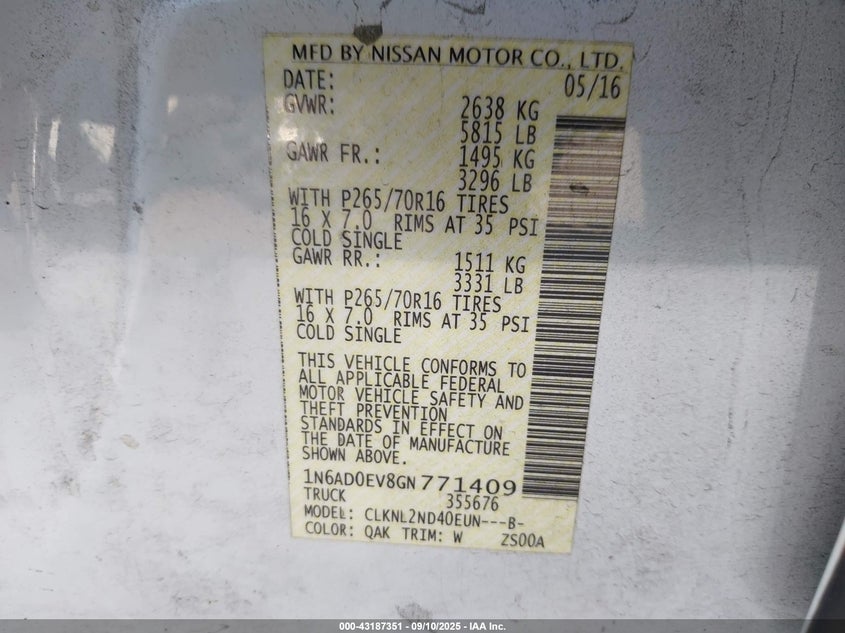 MFD BY NISSAN MOTOR CO., LTD.
DATE: 05/16
GVWR: 2638 KG
5815 LB
GAWR FR.: 1495 KG
3296 LB
WITH P265/70R16 TIRES
16 X 7.0 RIMS AT 35 PSI
COLD SINGLE
GAWR RR.: 1511 KG
3331 LB
WITH P265/70R16 TIRES
16 X 7.0 RIMS AT 35 PSI
COLD SINGLE
THIS VEHICLE CONFORMS TO
ALL APPLICABLE FEDERAL
MOTOR VEHICLE SAFETY AND
THEFT PREVENTION
STANDARDS IN EFFECT ON
THE DATE OF MANUFACTURE
SHOWN ABOVE.
1N6AD0EV8GN771409
TRUCK 355676
MODEL: CLKNL2ND40EUN---B-
COLOR: QAK TRIM: W ZS00A
000-43187351 - 09/10/2025 - IAA Inc.